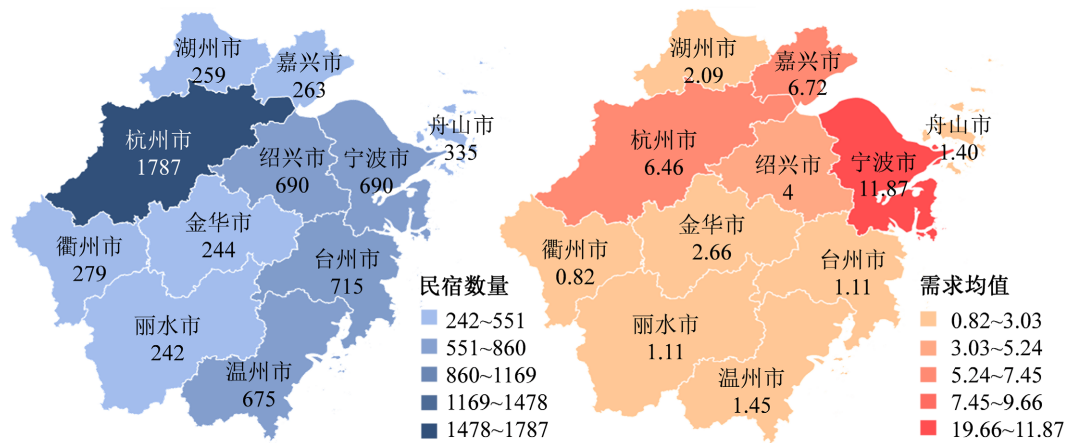 湖州市
259
嘉兴市
263
杭州市
1787
绍兴市
690
宁波市
690
舟山市
335
金华市
244
衢州市
279
台州市
715
丽水市
242
温州市
675
民宿数量
242~551
551~860
860~1169
1169~1478
1478~1787
湖州市
2.09
嘉兴市
6.72
杭州市
6.46
绍兴市
4
宁波市
11.87
舟山市
1.40
金华市
2.66
衢州市
0.82
台州市
1.11
丽水市
1.11
温州市
1.45
需求均值
0.82~3.03
3.03~5.24
5.24~7.45
7.45~9.66
19.66~11.87